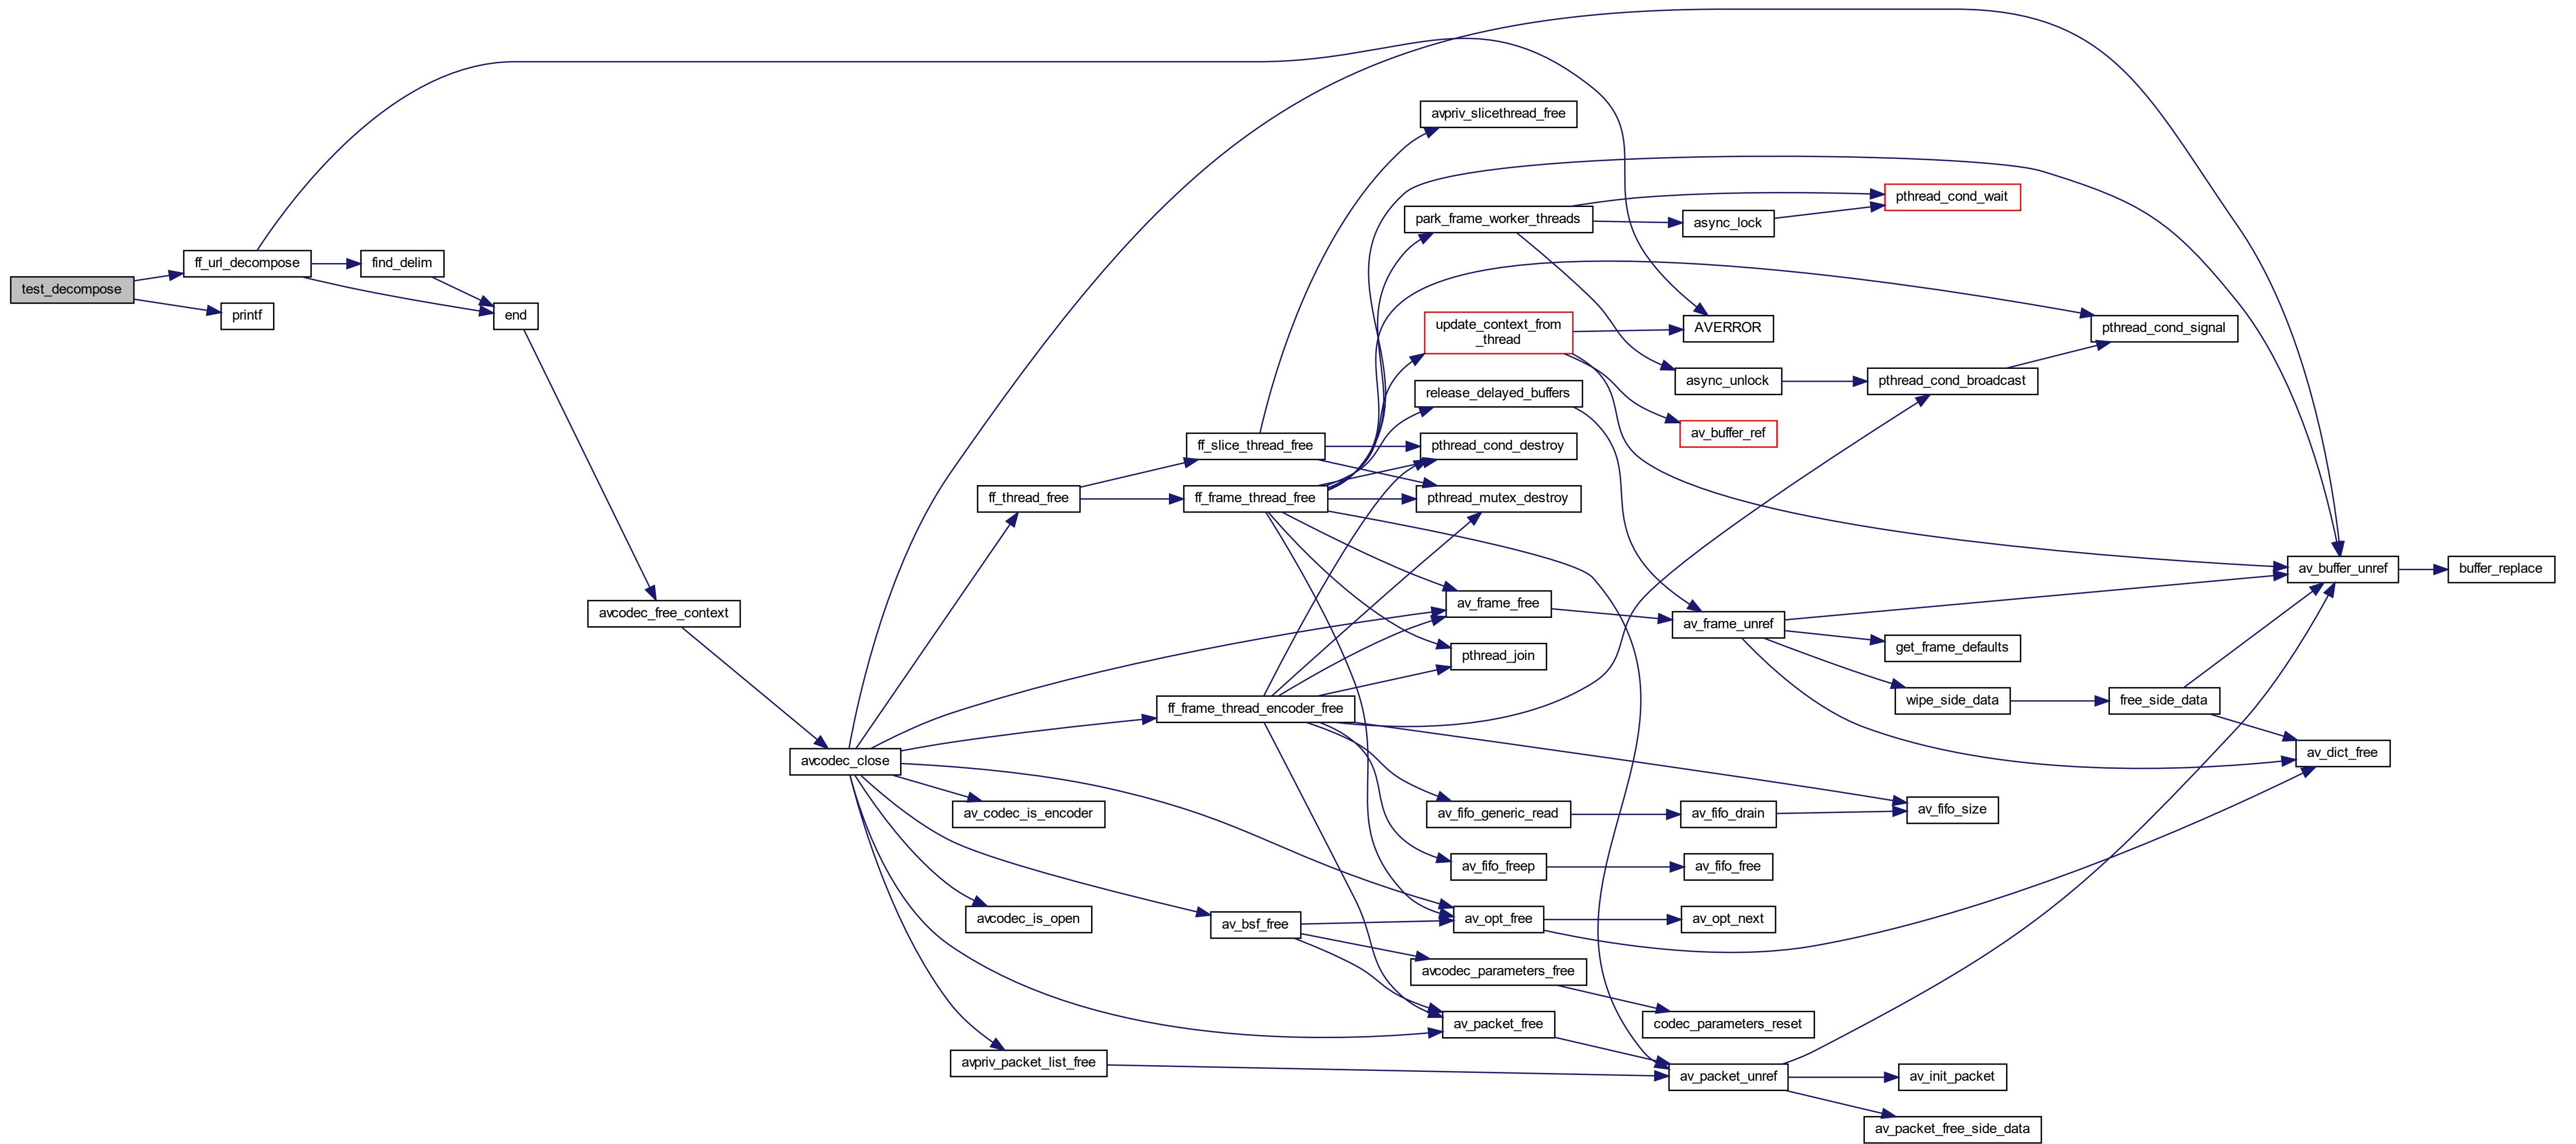 test_decompose
ff_url_decompose
printf
find_delim
end
avcodec_free_context
avcodec_close
ff_thread_free
av_codec_is_encoder
avcodec_is_open
avpriv_packet_list_free
ff_slice_thread_free
ff_frame_thread_free
ff_frame_thread_encoder_free
av_bsf_free
avpriv_slicethread_free
park_frame_worker_threads
update_context_from
_thread
release_delayed_buffers
pthread_cond_destroy
pthread_mutex_destroy
av_frame_free
pthread_join
av_fifo_generic_read
av_fifo_freep
av_opt_free
avcodec_parameters_free
av_packet_free
async_lock
AVERROR
async_unlock
av_buffer_ref
av_frame_unref
av_fifo_drain
av_fifo_free
av_opt_next
codec_parameters_reset
av_packet_unref
pthread_cond_wait
pthread_cond_broadcast
get_frame_defaults
wipe_side_data
av_fifo_size
av_init_packet
av_packet_free_side_data
pthread_cond_signal
free_side_data
av_buffer_unref
av_dict_free
buffer_replace